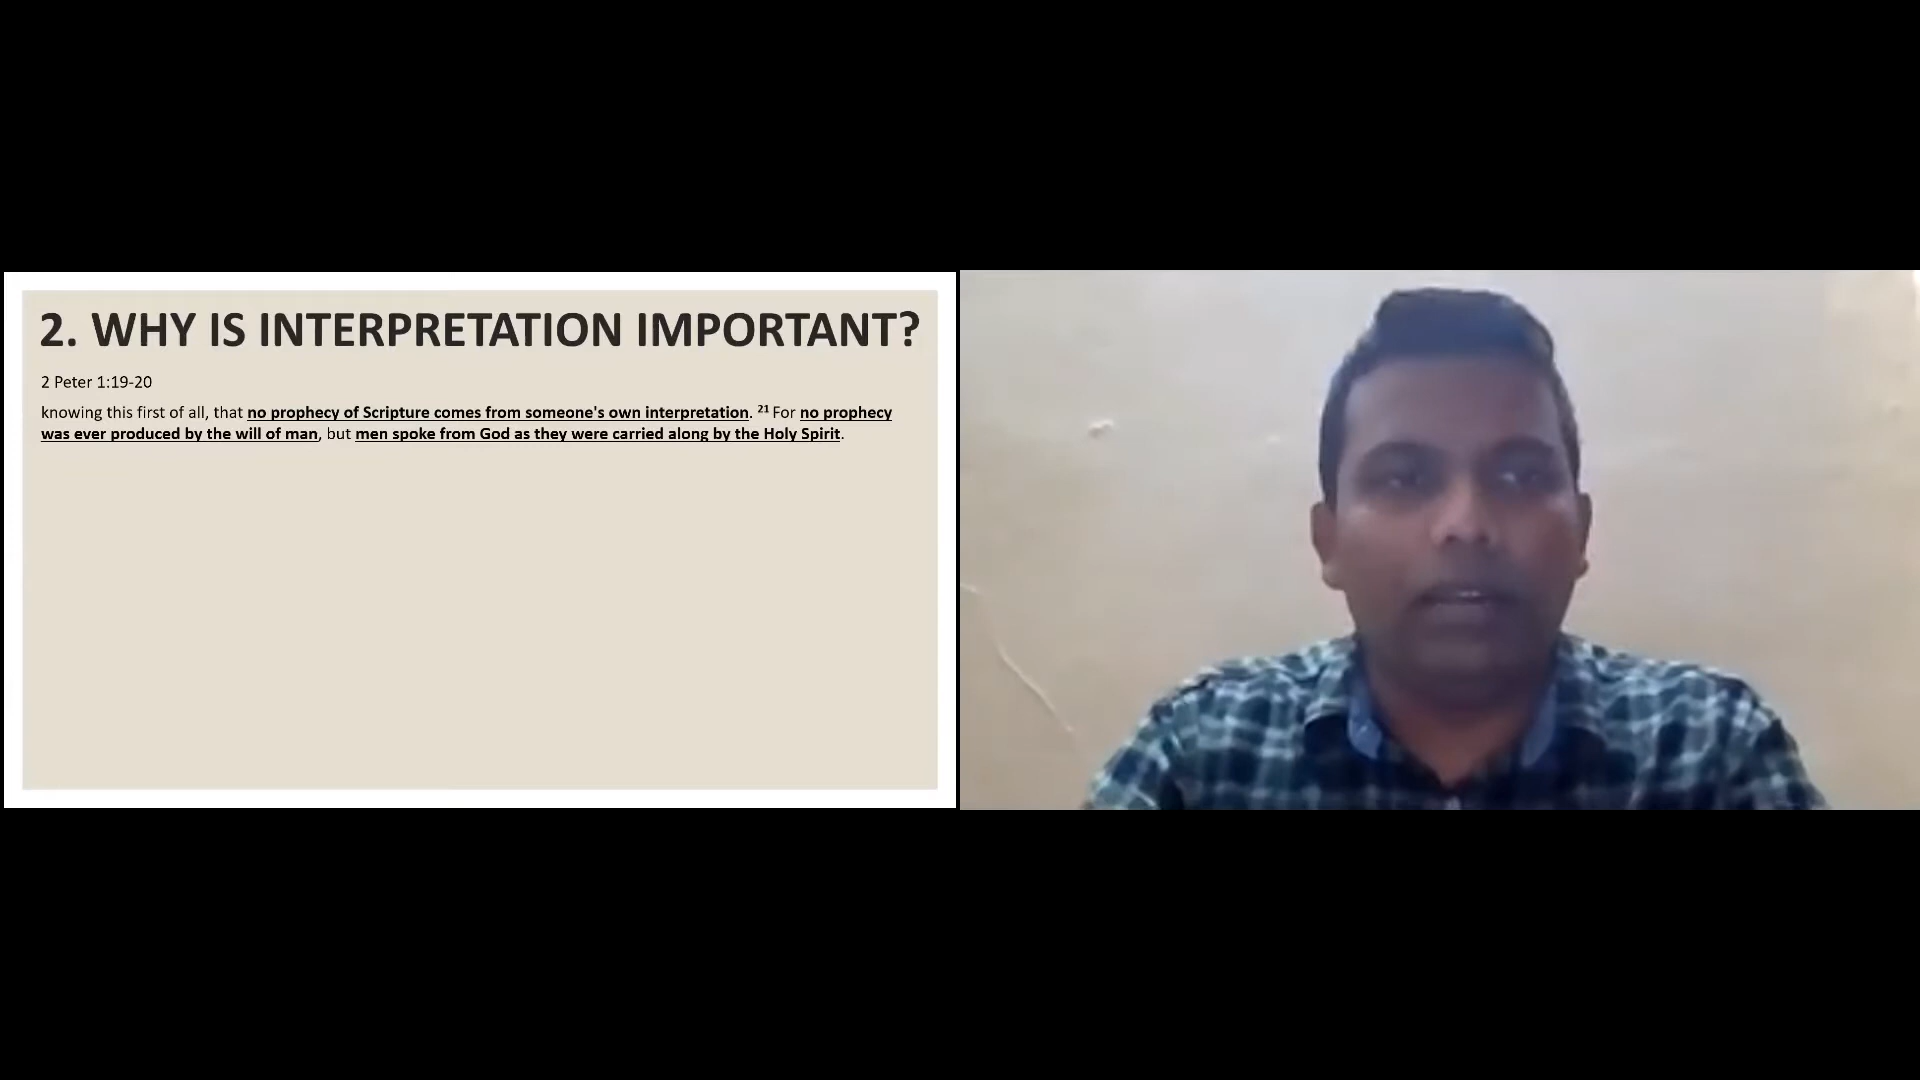 2. WHY IS INTERPRETATION IMPORTANT?
2 Peter 1:19-20
knowing this first of all, that no prophecy of Scripture comes from someone's own interpretation. 21 For no prophecy
was ever produced by the will of man, but men spoke from God as they were carried along by the Holy Spirit.